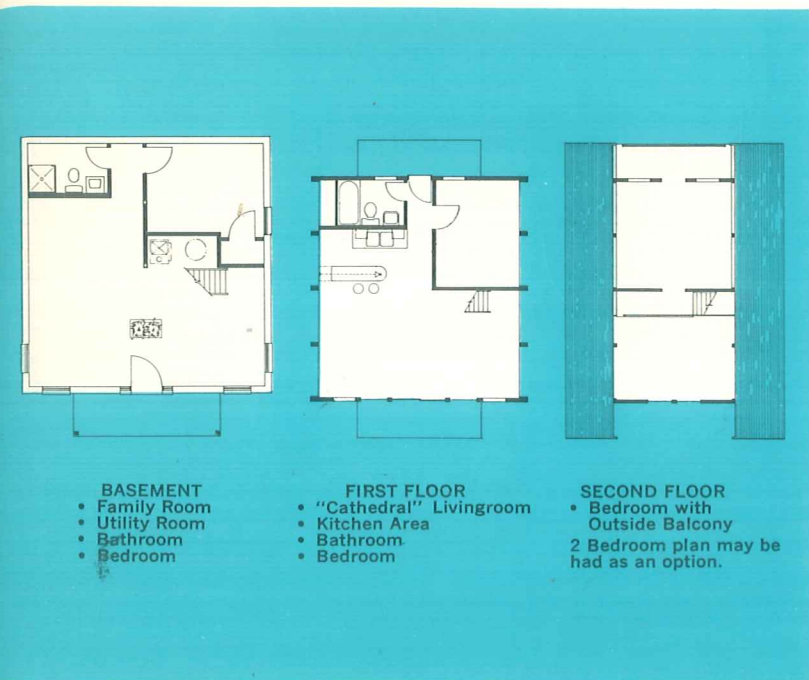 BASEMENT
• Family Room
• Utility Room
• Bathroom
• Bedroom
FIRST FLOOR
• "Cathedral" Livingroom
• Kitchen Area
• Bathroom
• Bedroom
SECOND FLOOR
• Bedroom with
Outside Balcony
2 Bedroom plan may be
had as an option.